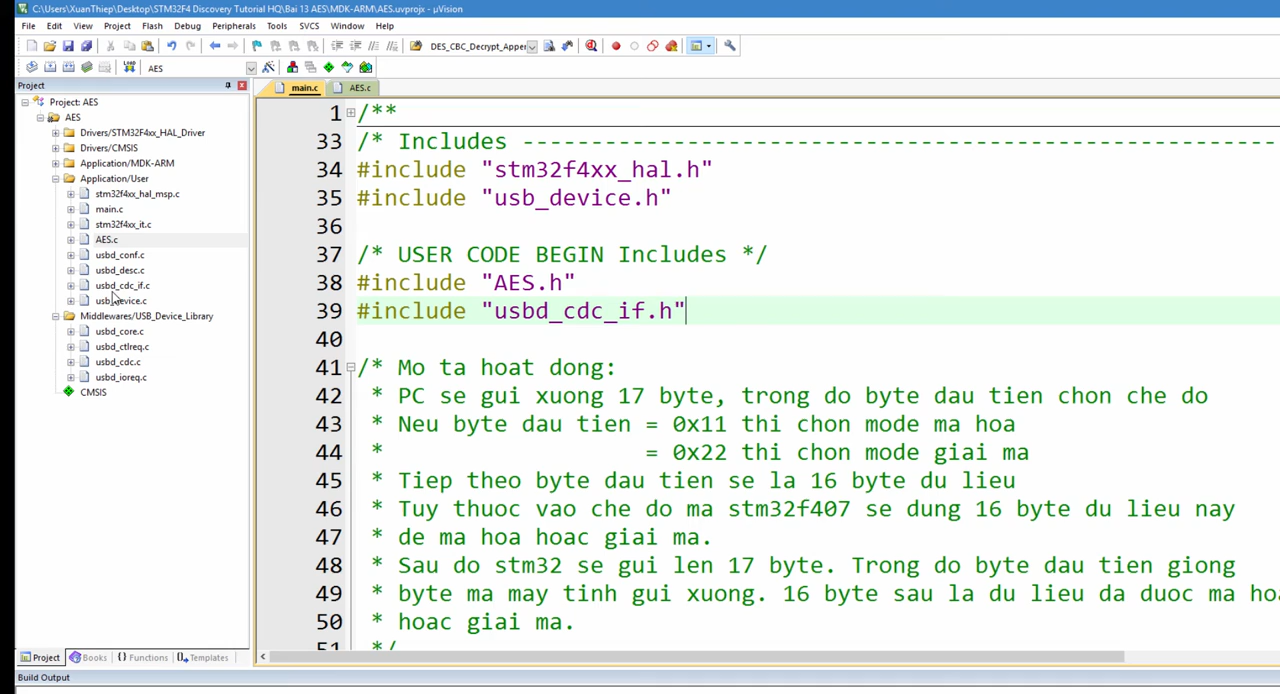 C:\Users\XuanThiep\Desktop\STM32F4 Discovery Tutorial HQ\Bai 13 AES\MDK-ARM\AES.uvprojx - µVision
File Edit View Project Flash Debug Peripherals Tools SVCS Window Help
DES_CBC_Decrypt_Apper
LOAD AES
Project
main.c AES.c
Project: AES
AES
Drivers/STM32F4xx_HAL_Driver
Drivers/CMSIS
Application/MDK-ARM
Application/User
stm32f4xx_hal_msp.c
main.c
stm32f4xx_it.c
AES.c
usbd_conf.c
usbd_desc.c
usbd_cdc_if.c
Middlewares/USB_Device_Library
usbd_core.c
usbd_ctlreq.c
usbd_cdc.c
usbd_ioreq.c
CMSIS
1 /**
33 /* Includes ------------------------------------------------------
34 #include "stm32f4xx_hal.h"
35 #include "usb_device.h"
36
37 /* USER CODE BEGIN Includes */
38 #include "AES.h"
39 #include "usbd_cdc_if.h"
40
41 /* Mo ta hoat dong:
42 * PC se gui xuong 17 byte, trong do byte dau tien chon che do
43 * Neu byte dau tien = 0x11 thi chon mode ma hoa
44 * = 0x22 thi chon mode giai ma
45 * Tiep theo byte dau tien se la 16 byte du lieu
46 * Tuy thuoc vao che do ma stm32f407 se dung 16 byte du lieu nay
47 * de ma hoa hoac giai ma.
48 * Sau do stm32 se gui len 17 byte. Trong do byte dau tien giong
49 * byte ma may tinh gui xuong. 16 byte sau la du lieu da duoc ma hoa
50 * hoac giai ma.
51 */
Project Books {} Functions Templates
Build Output